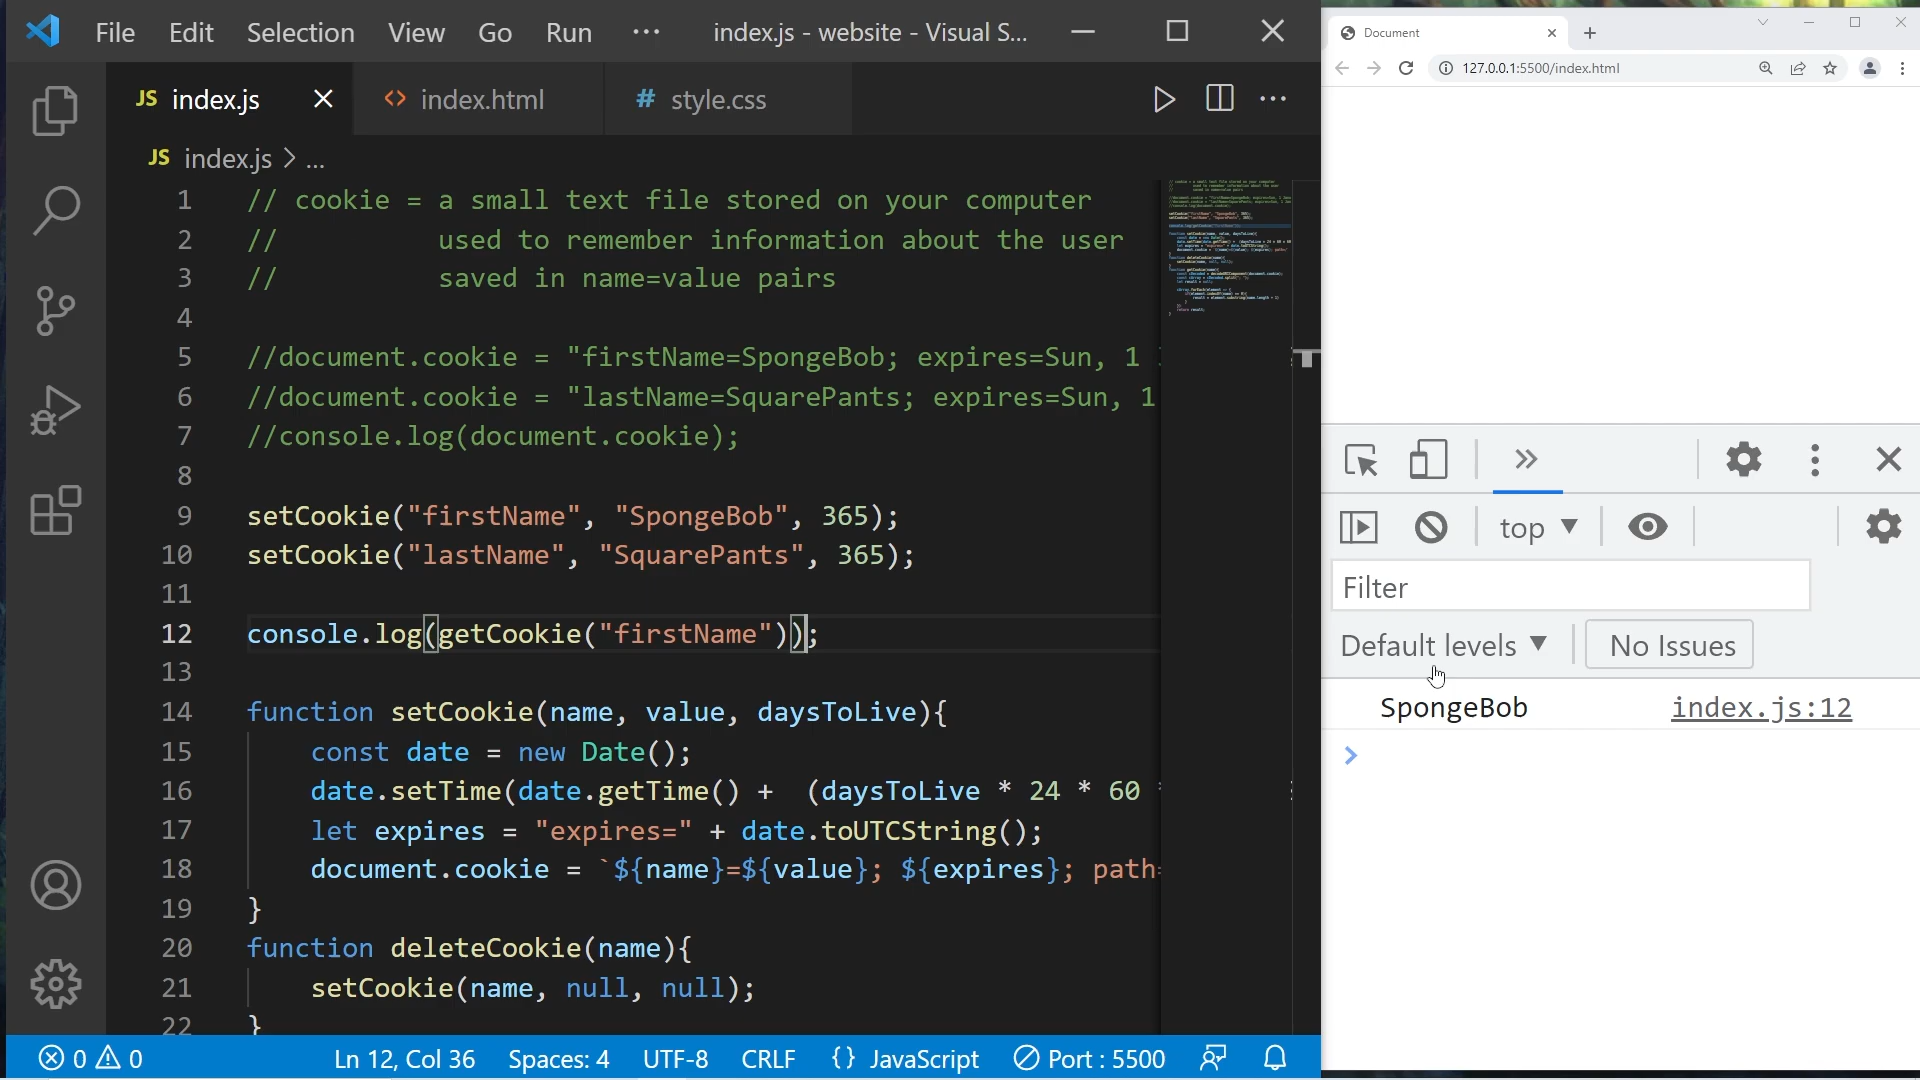 File Edit Selection View Go Run ··· index.js - website - Visual S...
JS index.js <> index.html # style.css
JS index.js > ...
1 // cookie = a small text file stored on your computer
2 // used to remember information about the user
3 // saved in name=value pairs
4
5 //document.cookie = "firstName=SpongeBob; expires=Sun, 1
6 //document.cookie = "lastName=SquarePants; expires=Sun, 1
7 //console.log(document.cookie);
8
9 setCookie("firstName", "SpongeBob", 365);
10 setCookie("lastName", "SquarePants", 365);
11
12 console.log(getCookie("firstName"));
13
14 function setCookie(name, value, daysToLive){
15 const date = new Date();
16 date.setTime(date.getTime() +  (daysToLive * 24 * 60 *
17 let expires = "expires=" + date.toUTCString();
18 document.cookie = `${name}=${value}; ${expires}; path=
19 }
20 function deleteCookie(name){
21 setCookie(name, null, null);
22 }
0 0 Ln 12, Col 36 Spaces: 4 UTF-8 CRLF {} JavaScript Port : 5500
Document
127.0.0.1:5500/index.html
top
Filter
Default levels No Issues
SpongeBob index.js:12